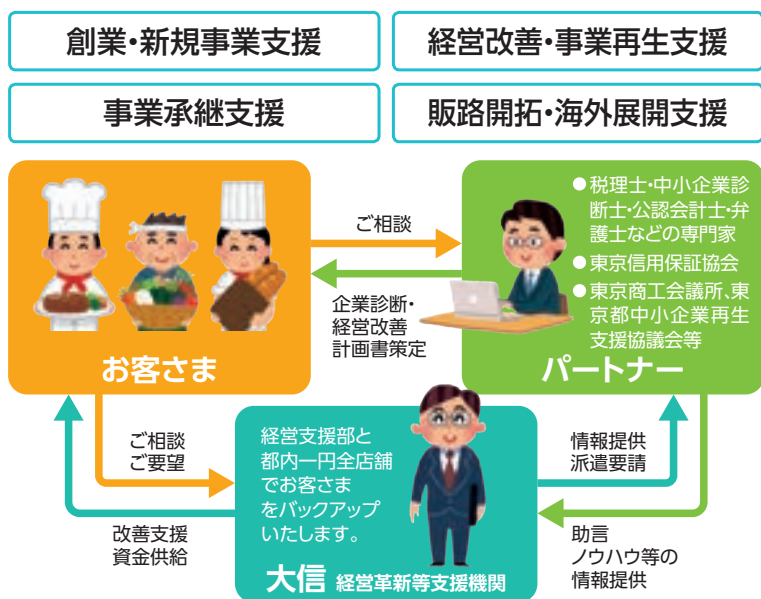 創業・新規事業支援
経営改善・事業再生支援
事業承継支援
販路開拓・海外展開支援
お客さま
ご相談
企業診断・
経営改善
計画書策定
●税理士・中小企業診
断士・公認会計士・弁
護士などの専門家
●東京信用保証協会
●東京商工会議所、東
京都中小企業再生
支援協議会等
パートナー
ご相談
ご要望
改善支援
資金供給
経営支援部と
都内一円全店舗
でお客さま
をバックアップ
いたします。
大信 経営革新等支援機関
情報提供
派遣要請
助言
ノウハウ等の
情報提供